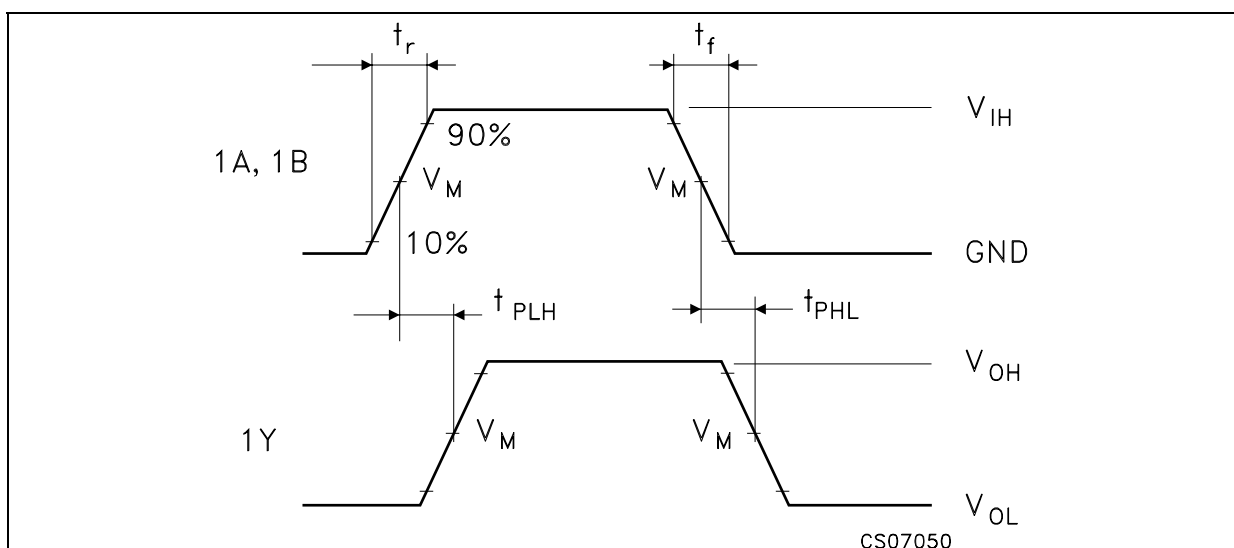 tr tf
VIH
90%
1A, 1B VM VM
10% GND
tPLH tPHL
VOH
1Y VM VM
VOL
CS07050